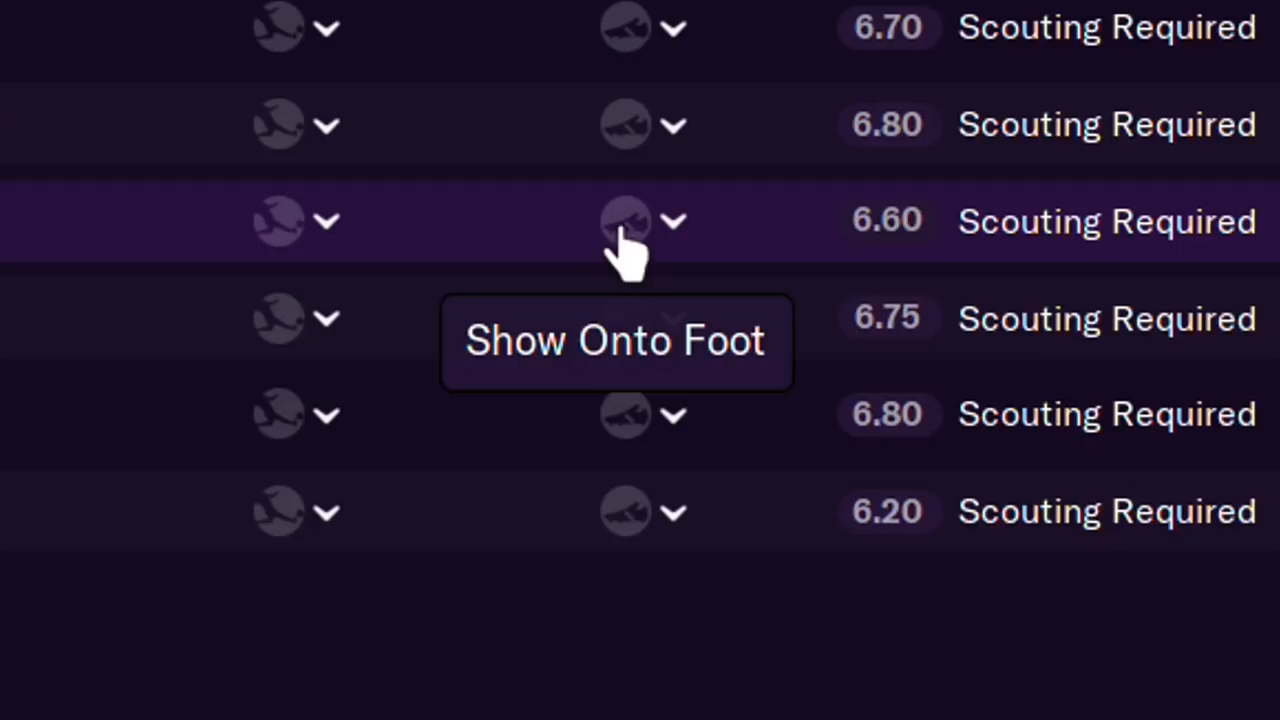 6.70 Scouting Required
6.80 Scouting Required
6.60 Scouting Required
6.75 Scouting Required
Show Onto Foot
6.80 Scouting Required
6.20 Scouting Required